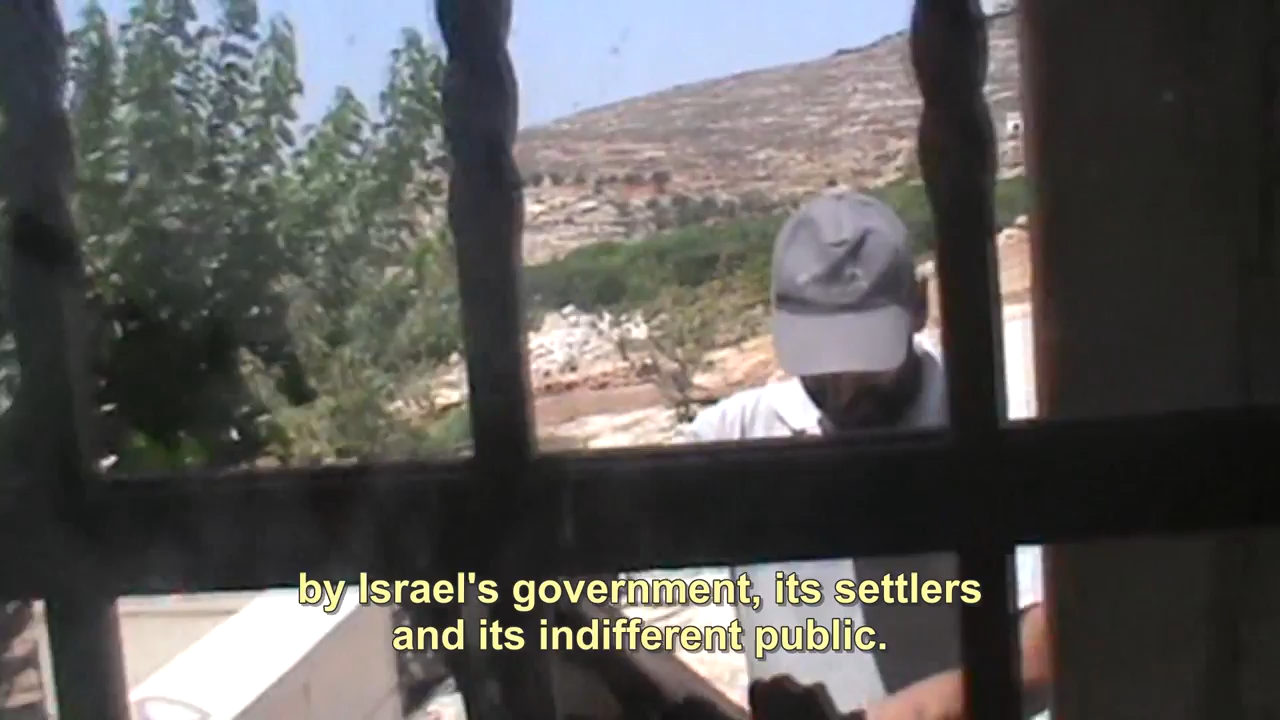 by Israel's government, its settlers
and its indifferent public.